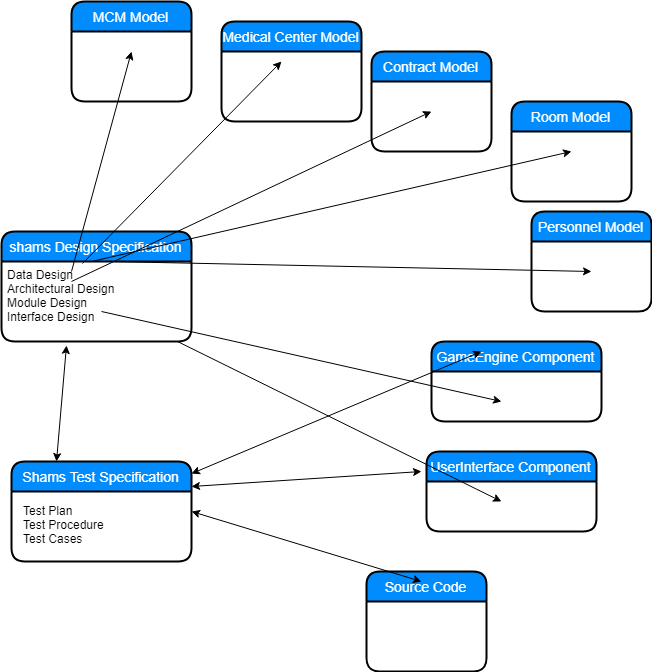 MCM Model
Medical Center Model
Contract Model
Room Model
Personnel Model
shams Design Specification
Data Design
Architectural Design
Module Design
Interface Design
GameEngine Component
UserInterface Component
Shams Test Specification
Test Plan
Test Procedure
Test Cases
Source Code